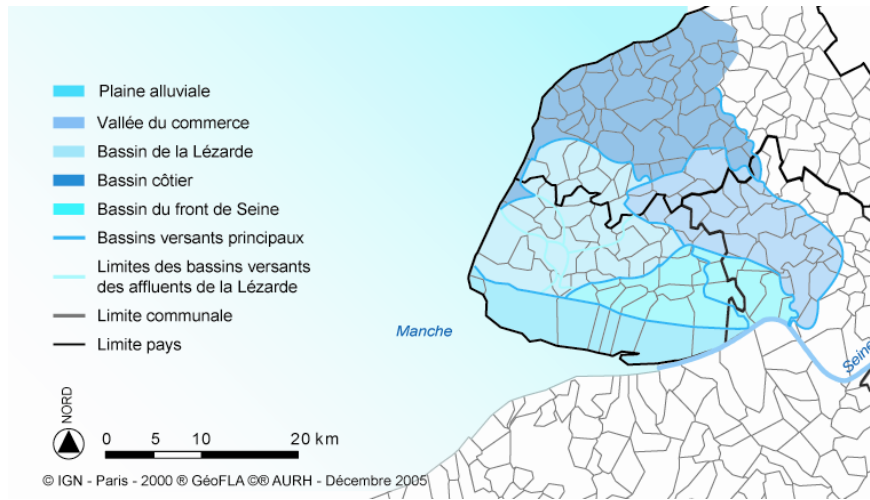 Plaine alluviale
Vallée du commerce
Bassin de la Lézarde
Bassin côtier
Bassin du front de Seine
Bassins versants principaux
Limites des bassins versants
des affluents de la Lézarde
Limite communale
Limite pays
Manche
Seine
NORD
0 5 10 20 km
© IGN - Paris - 2000 ® GéoFLA ©® AURH - Décembre 2005